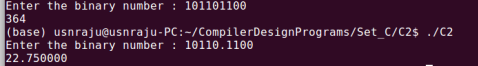 Enter the binary number : 101101100
364
(base) usnraju@usnraju-PC:~/CompilerDesignPrograms/Set_C/C2$ ./C2
Enter the binary number : 10110.1100
22.750000